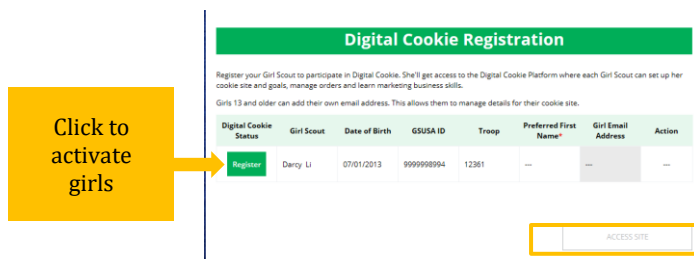 Digital Cookie Registration
Register your Girl Scout to participate in Digital Cookie. She'll get access to the Digital Cookie Platform where each Girl Scout can set up her
cookie site and goals, manage orders and learn marketing business skills.
Girls 13 and older can add their own email address. This allows them to manage details for their cookie site.
Click to
activate
girls
Digital Cookie Status Girl Scout Date of Birth GSUSA ID Troop Preferred First Name* Girl Email Address Action
Register Darcy Li 07/01/2013 9999998994 12361 --- --- ---
ACCESS SITE